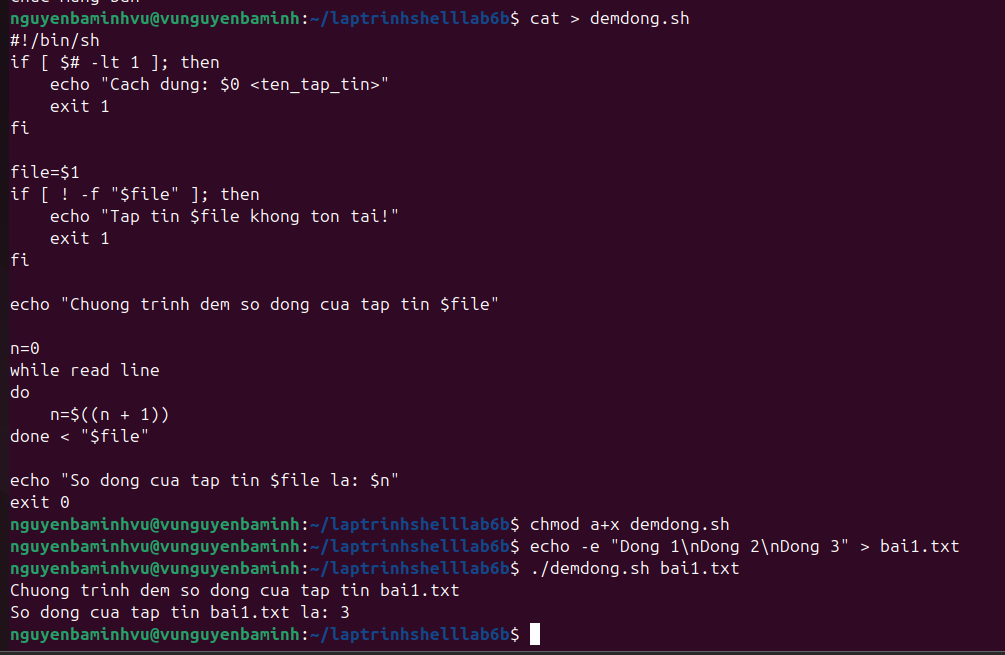 nguyenbaminhvu@vunguyenbaminh:~/laptrinhshelllab6b$ cat > demdong.sh
#!/bin/sh
if [ $# -lt 1 ]; then
    echo "Cach dung: $0 <ten_tap_tin>"
    exit 1
fi

file=$1
if [ ! -f "$file" ]; then
    echo "Tap tin $file khong ton tai!"
    exit 1
fi

echo "Chuong trinh dem so dong cua tap tin $file"

n=0
while read line
do
    n=$((n + 1))
done < "$file"

echo "So dong cua tap tin $file la: $n"
exit 0
nguyenbaminhvu@vunguyenbaminh:~/laptrinhshelllab6b$ chmod a+x demdong.sh
nguyenbaminhvu@vunguyenbaminh:~/laptrinhshelllab6b$ echo -e "Dong 1\nDong 2\nDong 3" > bai1.txt
nguyenbaminhvu@vunguyenbaminh:~/laptrinhshelllab6b$ ./demdong.sh bai1.txt
Chuong trinh dem so dong cua tap tin bai1.txt
So dong cua tap tin bai1.txt la: 3
nguyenbaminhvu@vunguyenbaminh:~/laptrinhshelllab6b$